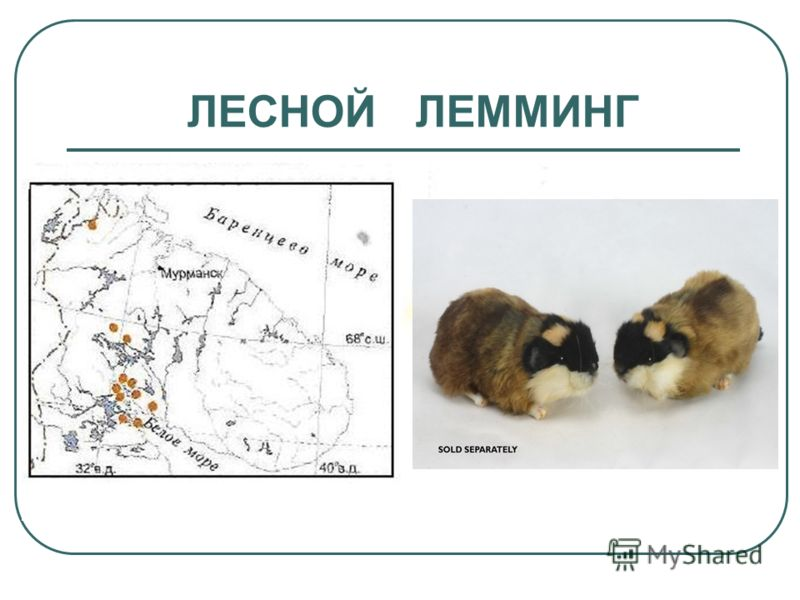 ЛЕСНОЙ ЛЕММИНГ
Баренцево море
Мурманск
68°с.ш.
Белое море
32°в.д.
40°в.д.
SOLD SEPARATELY
MyShared